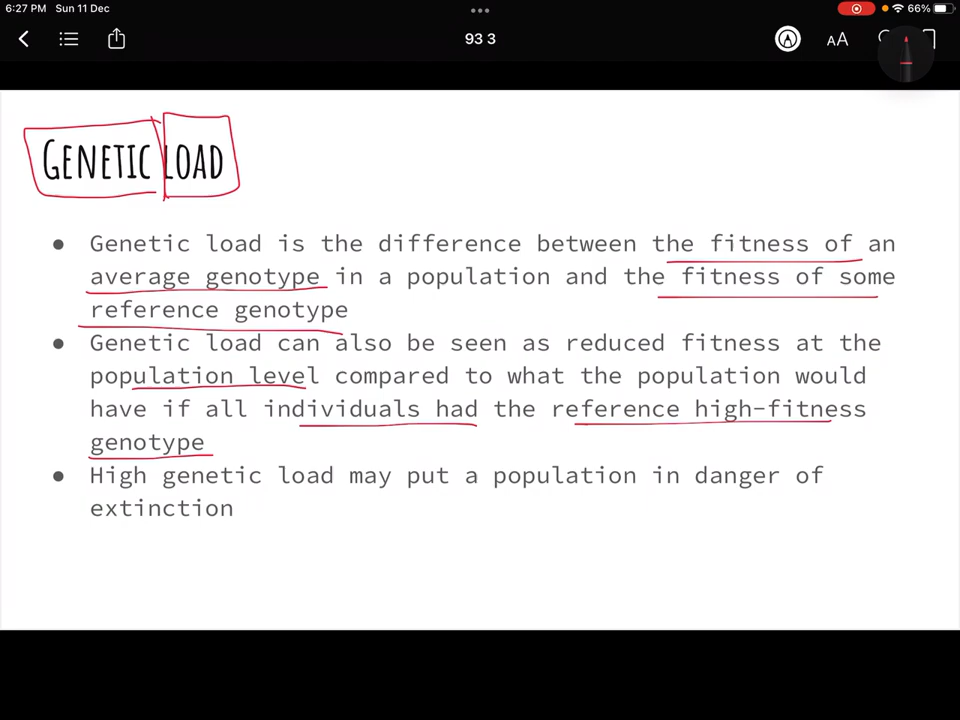 6:27 PM Sun 11 Dec
66%
93 3
AA
GENETIC LOAD
● Genetic load is the difference between the fitness of an
average genotype in a population and the fitness of some
reference genotype
● Genetic load can also be seen as reduced fitness at the
population level compared to what the population would
have if all individuals had the reference high-fitness
genotype
● High genetic load may put a population in danger of
extinction